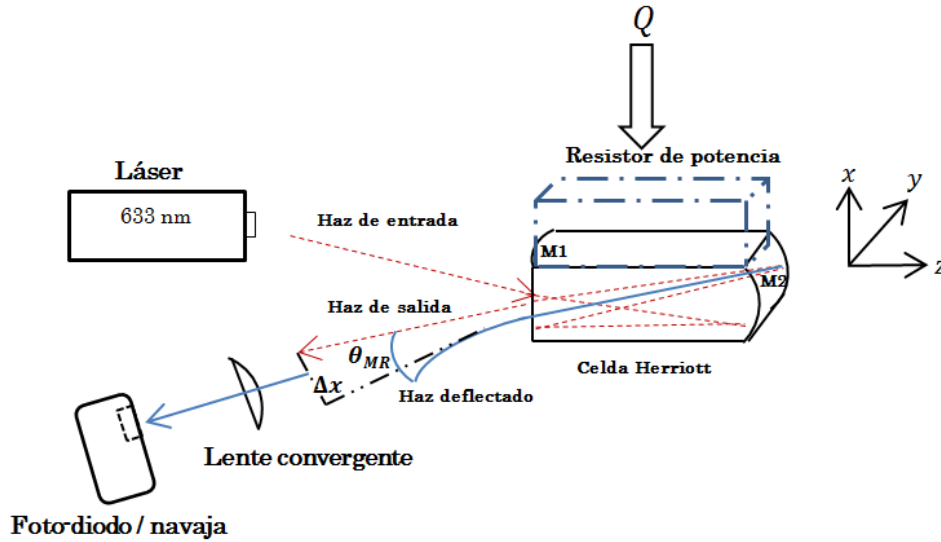 Q
Resistor de potencia
Láser
633 nm
Haz de entrada
M1
M2
x
y
z
Haz de salida
θ_MR
Δx
Haz deflectado
Celda Herriott
Lente convergente
Foto-diodo / navaja